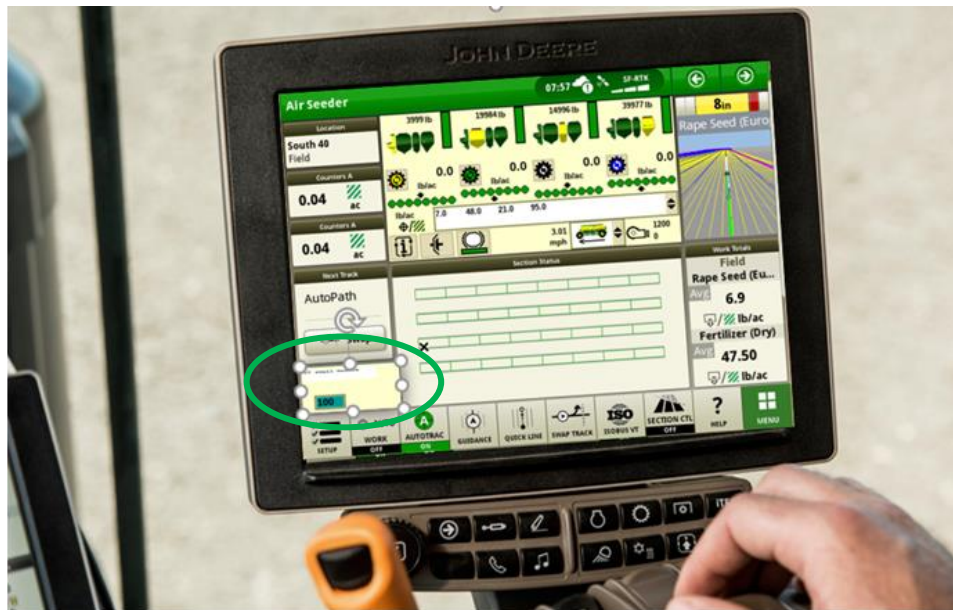 JOHN DEERE
07:57
1
SF-RTK
Air Seeder
8in
Location
South 40
Field
3999 lb
19984 lb
14996 lb
39977 lb
Rape Seed (Euro
Counters A
0.04 ac
0.0
lb/ac
0.0
lb/ac
0.0
lb/ac
0.0
lb/ac
lb/ac
7.0 48.0 21.0 95.0
Counters A
0.04 ac
3.01
mph
1200
0
Next Track
AutoPath
Section Status
Work Totals
Field
Rape Seed (Eu...
Avg
6.9
lb/ac
Fertilizer (Dry)
Avg
47.50
lb/ac
100
SETUP
WORK
OFF
A
AUTOTRAC
ON
A
GUIDANCE
QUICK LINE
SWAP TRACK
ISO
ISOBUS VT
SECTION CTL
OFF
?
HELP
MENU